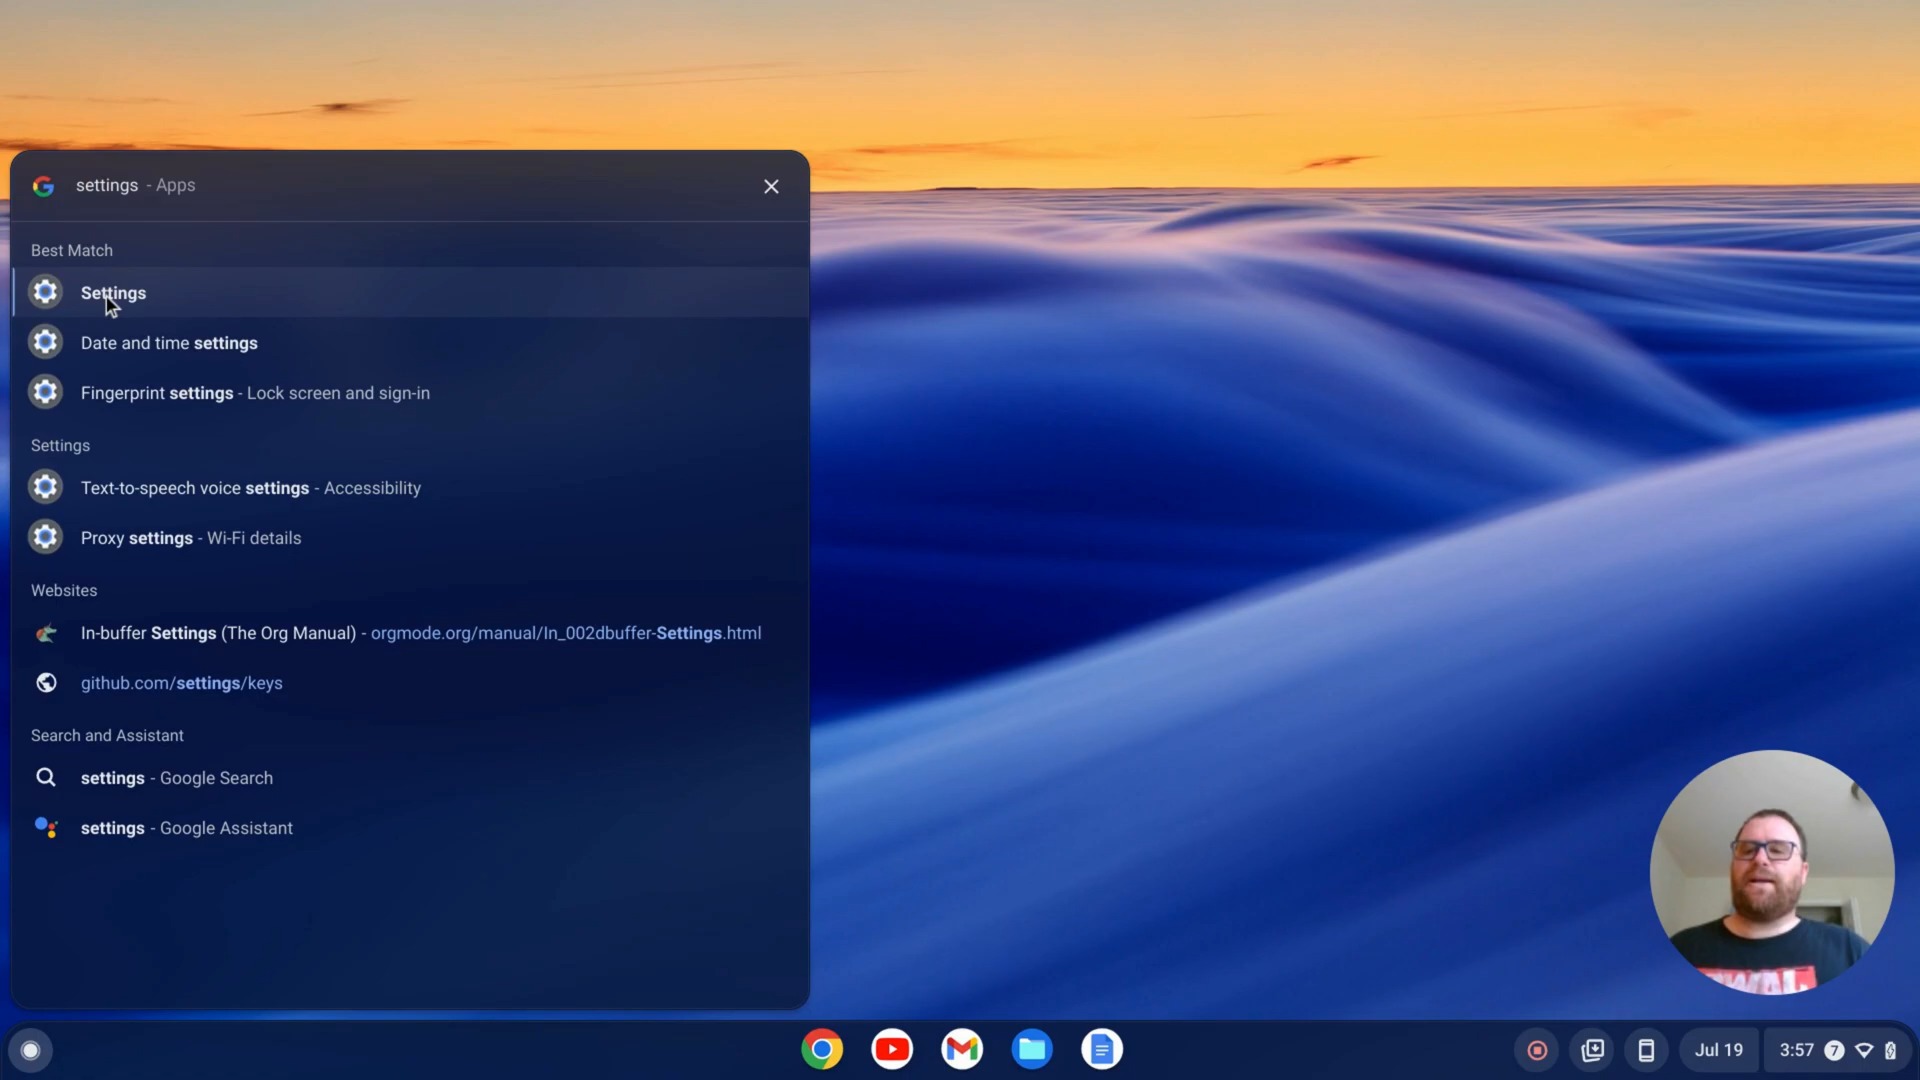 settings - Apps
Best Match
Settings
Date and time settings
Fingerprint settings - Lock screen and sign-in
Settings
Text-to-speech voice settings - Accessibility
Proxy settings - Wi-Fi details
Websites
In-buffer Settings (The Org Manual) - orgmode.org/manual/In_002dbuffer-Settings.html
github.com/settings/keys
Search and Assistant
settings - Google Search
settings - Google Assistant
Jul 19
3:57
7